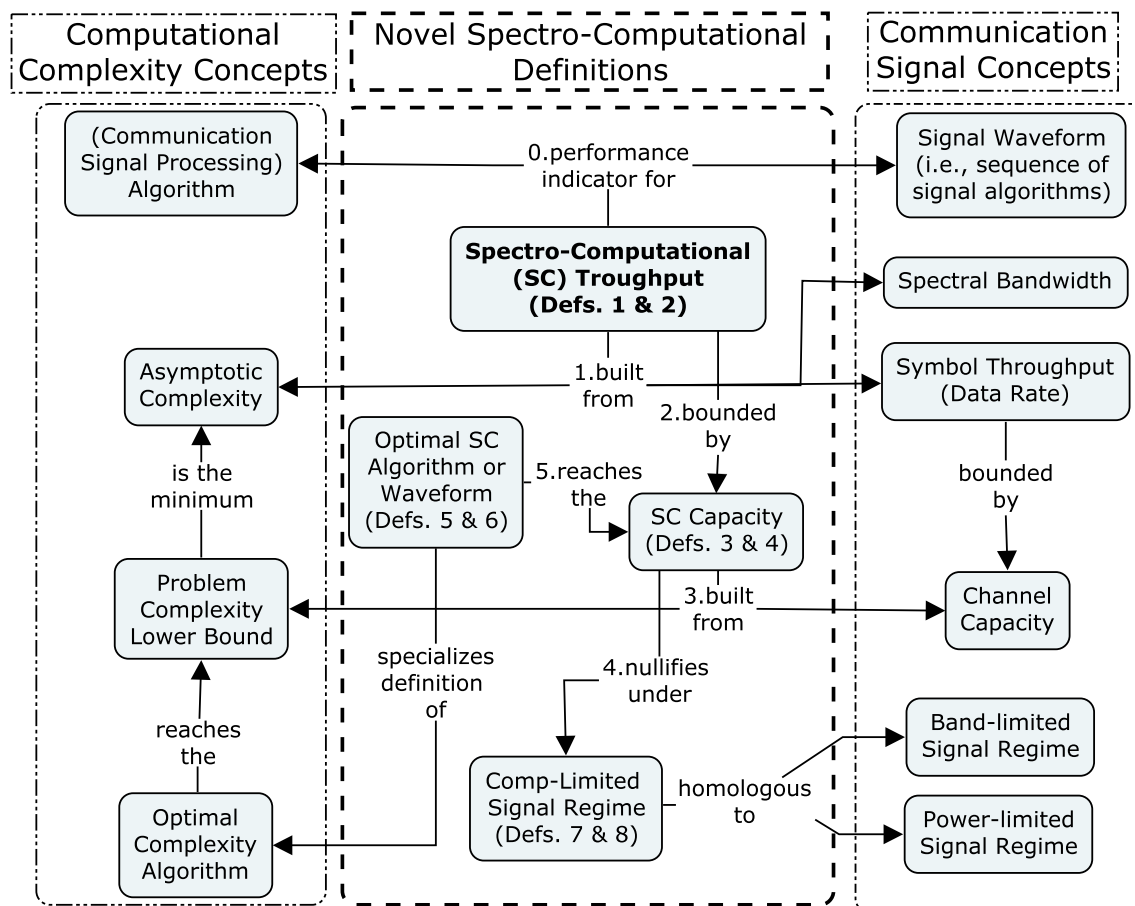 Computational
Complexity Concepts
Novel Spectro-Computational
Definitions
Communication
Signal Concepts
(Communication
Signal Processing)
Algorithm
0.performance
indicator for
Signal Waveform
(i.e., sequence of
signal algorithms)
Spectro-Computational
(SC) Troughput
(Defs. 1 & 2)
Spectral Bandwidth
Asymptotic
Complexity
1.built
from
Symbol Throughput
(Data Rate)
2.bounded
by
is the
minimum
Optimal SC
Algorithm or
Waveform
(Defs. 5 & 6)
5.reaches
the
SC Capacity
(Defs. 3 & 4)
bounded
by
Problem
Complexity
Lower Bound
3.built
from
Channel
Capacity
specializes
definition
of
4.nullifies
under
reaches
the
Comp-Limited
Signal Regime
(Defs. 7 & 8)
homologous
to
Band-limited
Signal Regime
Power-limited
Signal Regime
Optimal
Complexity
Algorithm